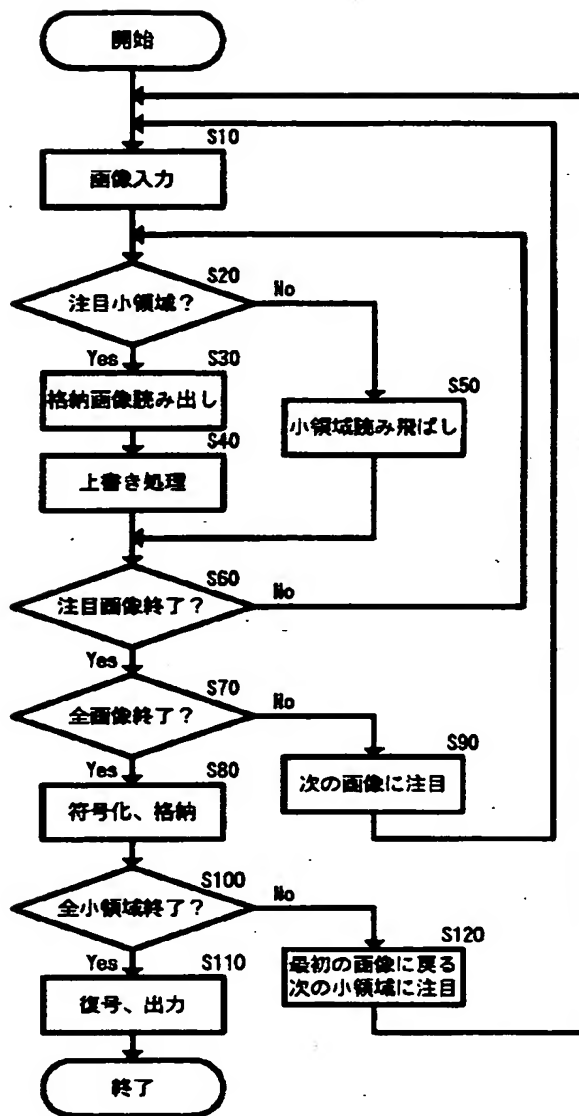 開始
S10
画像入力
S20
注目小領域？
No
Yes
S30
格納画像読み出し
S50
小領域読み飛ばし
S40
上書き処理
S60
注目画像終了？
No
Yes
S70
全画像終了？
No
S90
次の画像に注目
Yes
S80
符号化、格納
S100
全小領域終了？
No
S120
最初の画像に戻る
次の小領域に注目
Yes
S110
復号、出力
終了